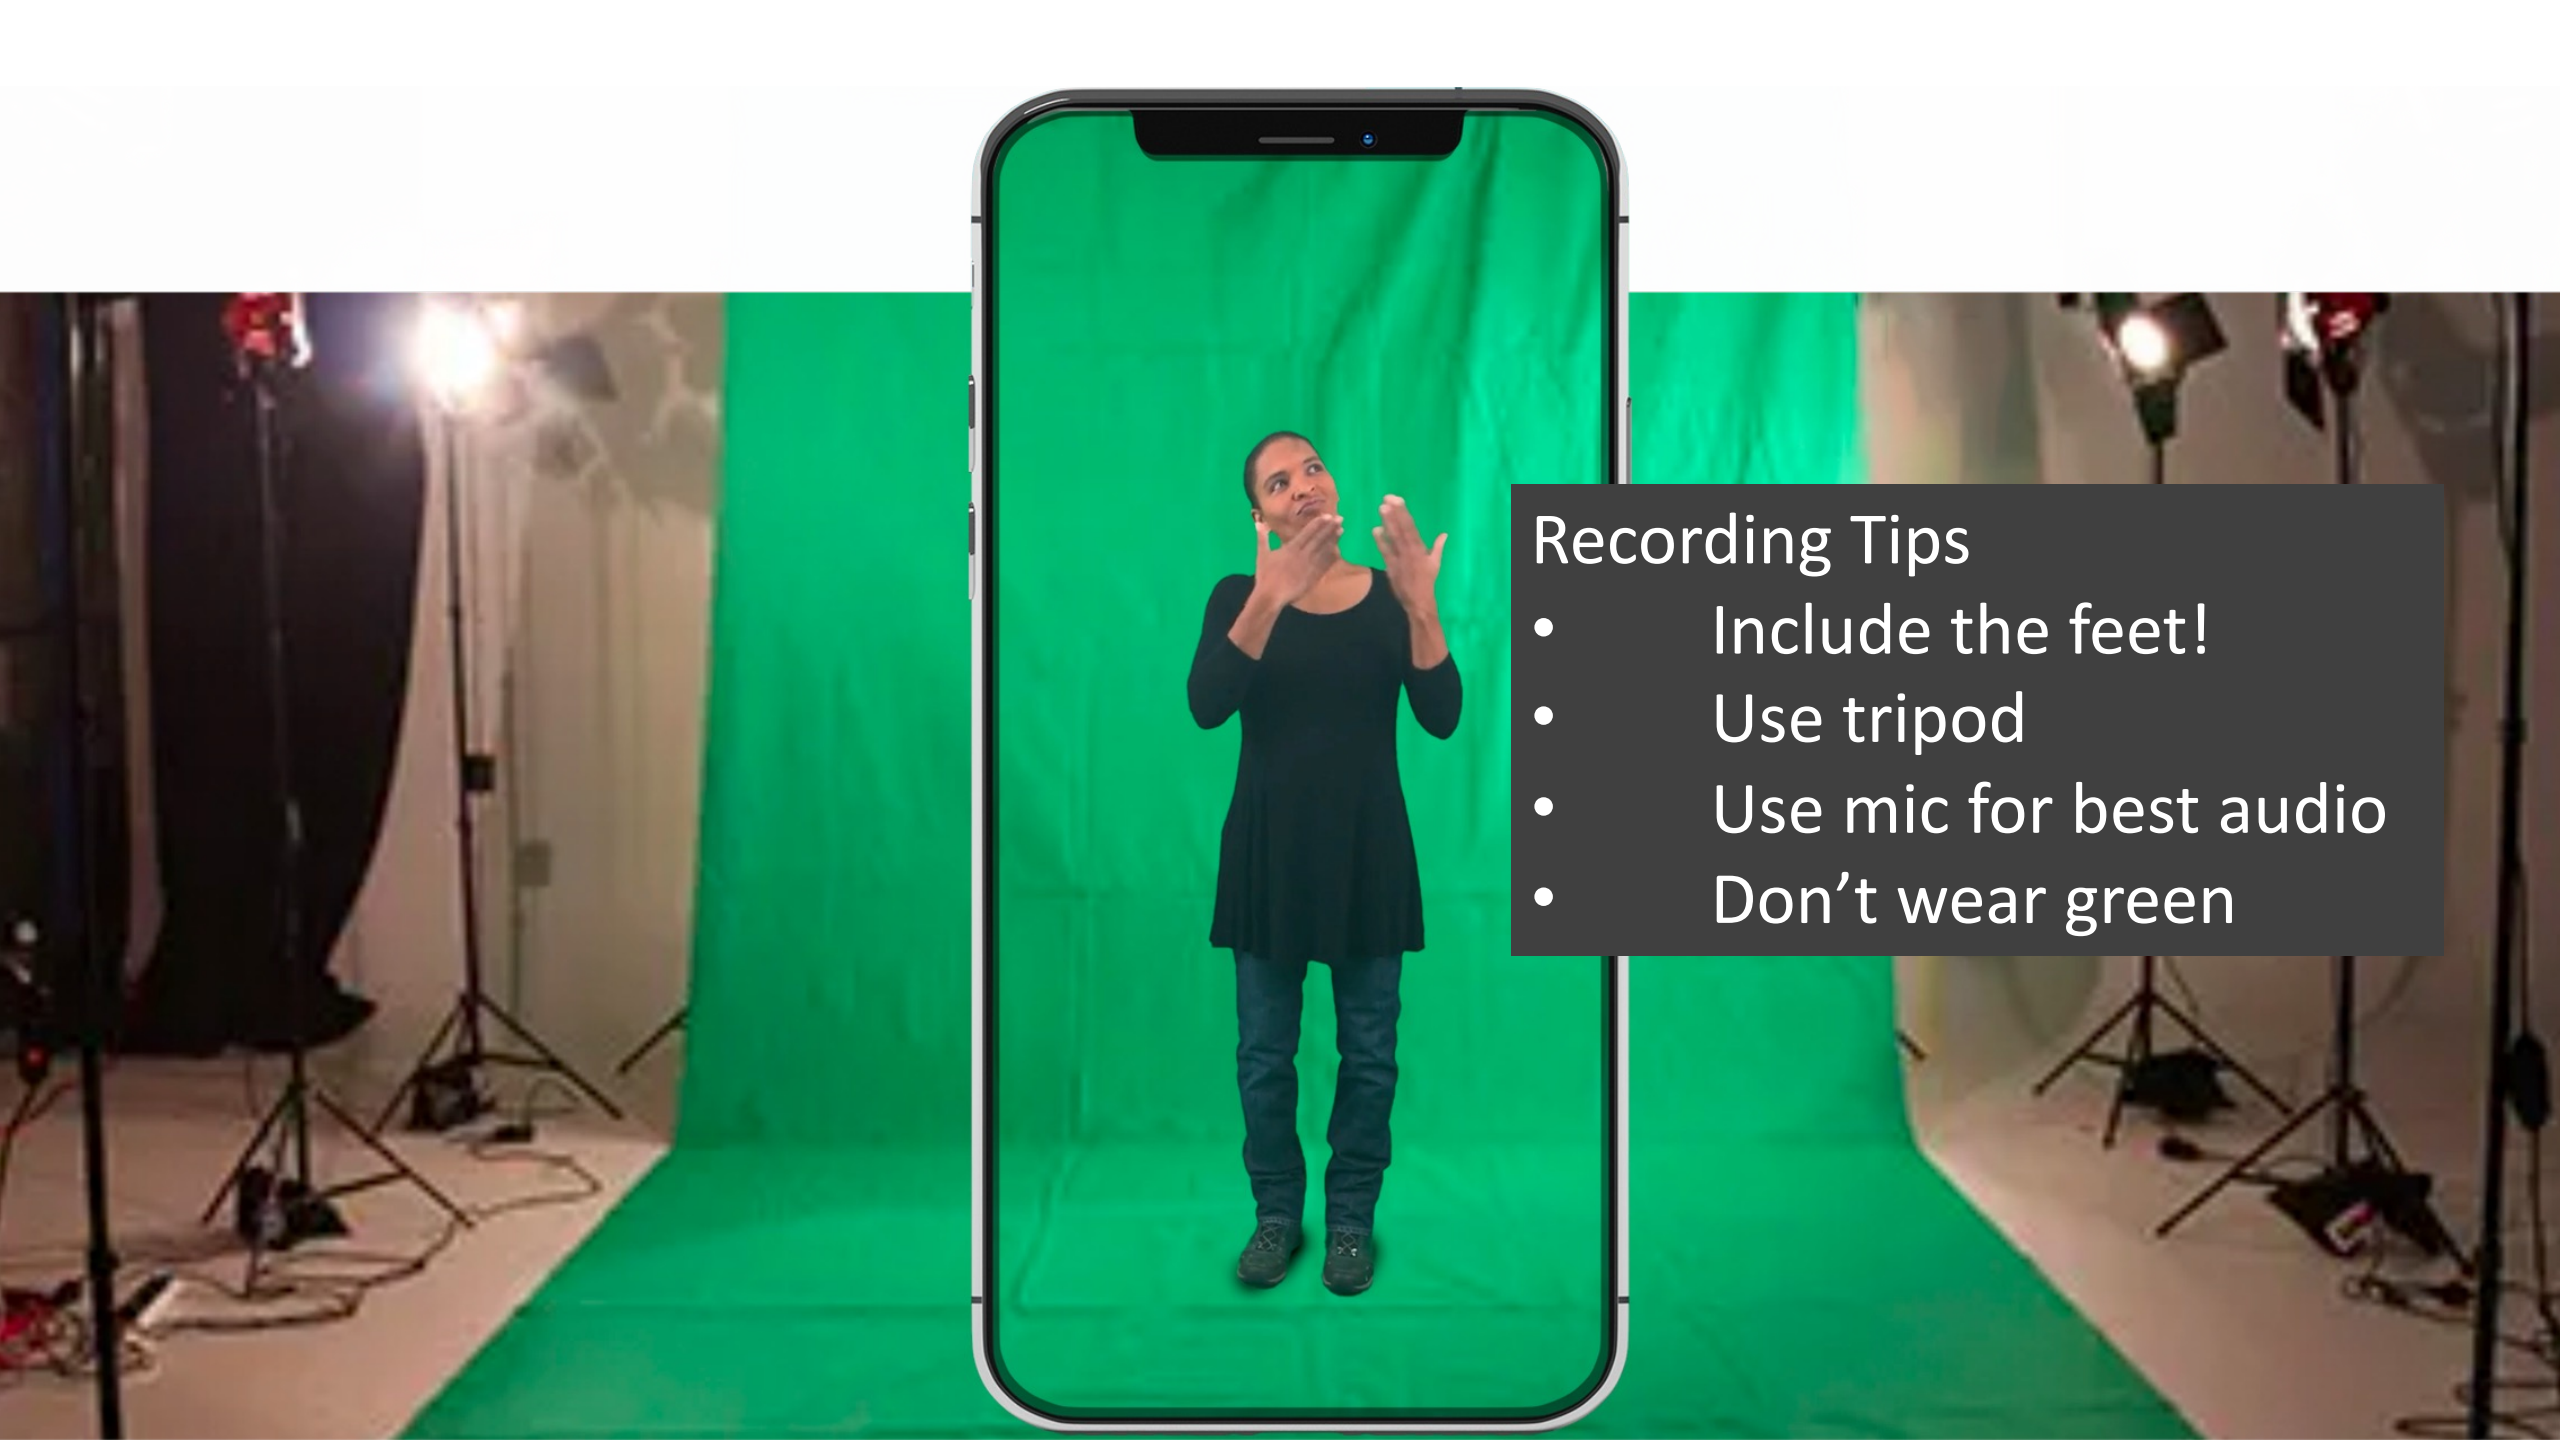 Recording Tips
• Include the feet!
• Use tripod
• Use mic for best audio
• Don’t wear green